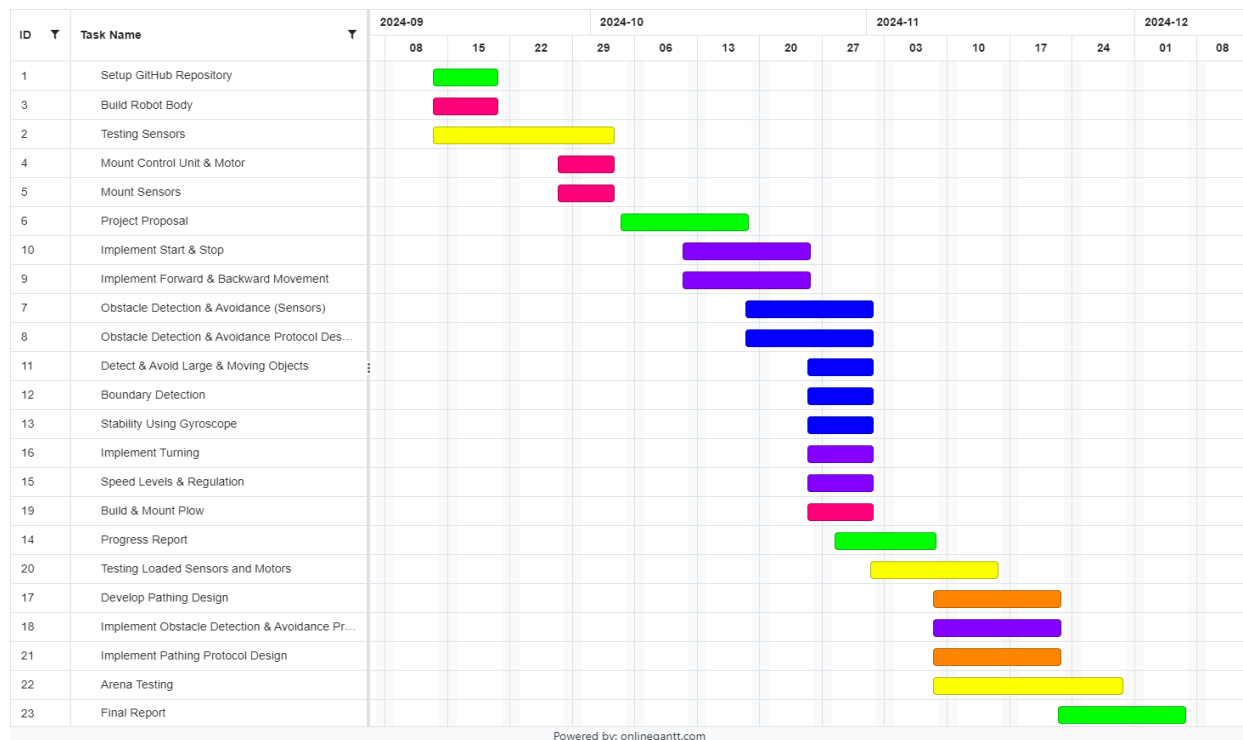 2024-09 2024-10 2024-11 2024-12
ID Task Name
08 15 22 29 06 13 20 27 03 10 17 24 01 08
1 Setup GitHub Repository
3 Build Robot Body
2 Testing Sensors
4 Mount Control Unit & Motor
5 Mount Sensors
6 Project Proposal
10 Implement Start & Stop
9 Implement Forward & Backward Movement
7 Obstacle Detection & Avoidance (Sensors)
8 Obstacle Detection & Avoidance Protocol Des...
11 Detect & Avoid Large & Moving Objects
12 Boundary Detection
13 Stability Using Gyroscope
16 Implement Turning
15 Speed Levels & Regulation
19 Build & Mount Plow
14 Progress Report
20 Testing Loaded Sensors and Motors
17 Develop Pathing Design
18 Implement Obstacle Detection & Avoidance Pr...
21 Implement Pathing Protocol Design
22 Arena Testing
23 Final Report
Powered by: onlinegantt.com